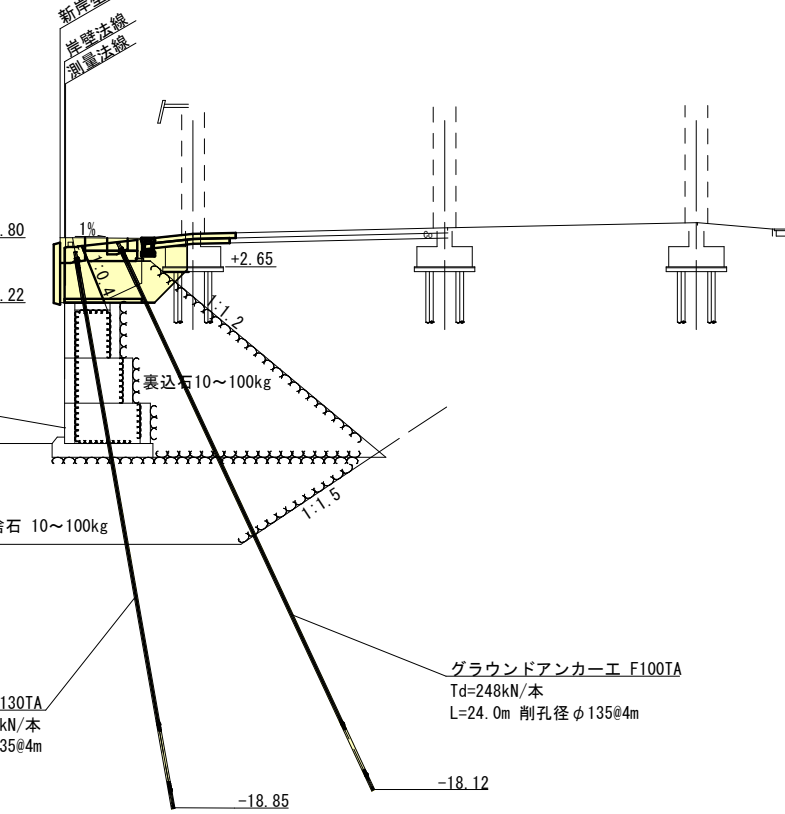 新岸壁
岸壁法線
測量法線
.80
1%
+2.65
1:0.4
.22
1:1.2
裏込石10～100kg
1:1.5
石 10～100kg
グラウンドアンカー工 F100TA
Td=248kN/本
L=24.0m 削孔径φ135@4m
130TA
kN/本
35@4m
-18.12
-18.85